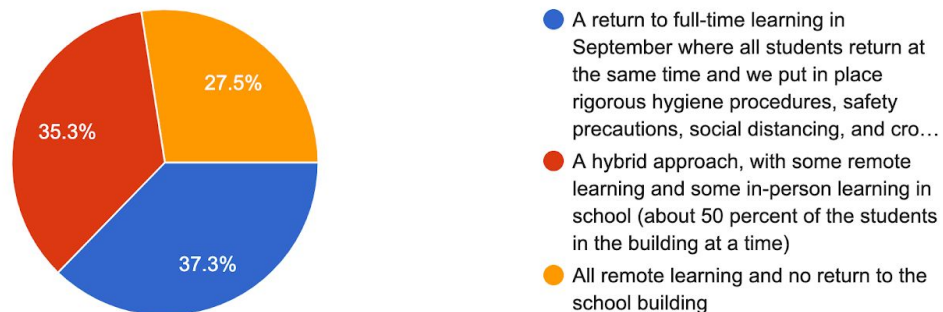 27.5%
35.3%
37.3%
A return to full-time learning in
September where all students return at
the same time and we put in place
rigorous hygiene procedures, safety
precautions, social distancing, and cro…
A hybrid approach, with some remote
learning and some in-person learning in
school (about 50 percent of the students
in the building at a time)
All remote learning and no return to the
school building